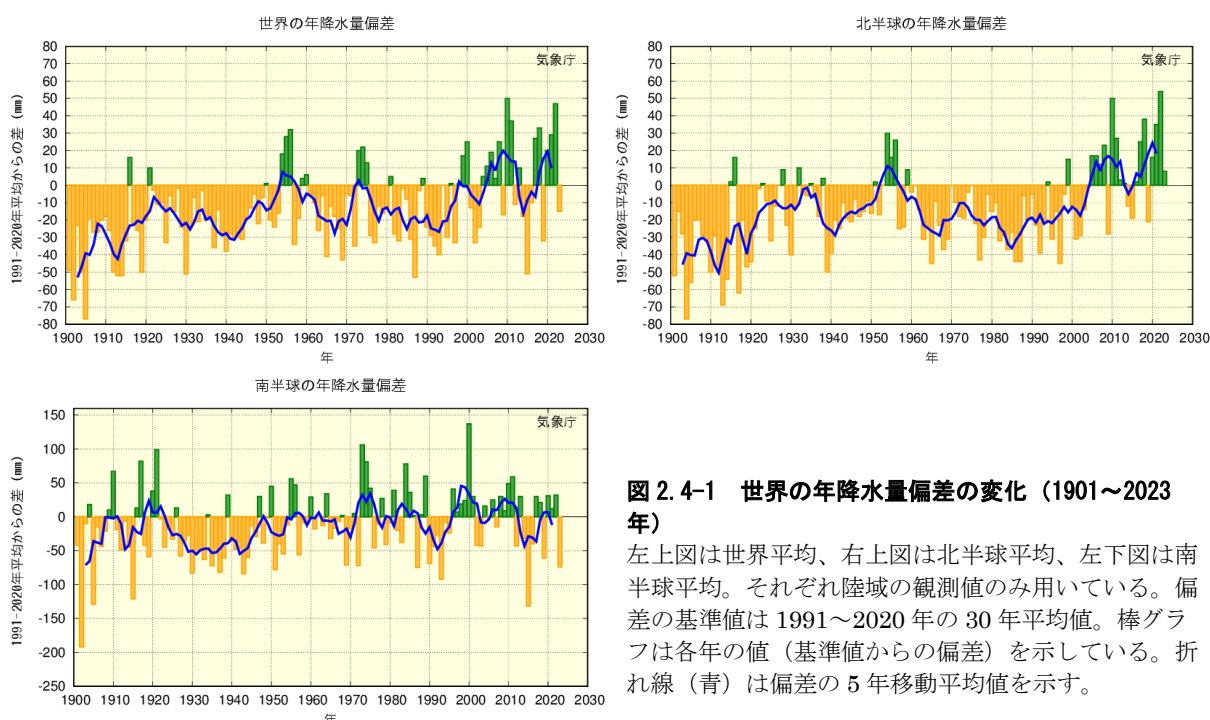 世界の年降水量偏差
気象庁
1991-2020年平均からの差 (mm)
80
70
60
50
40
30
20
10
0
-10
-20
-30
-40
-50
-60
-70
-80
1900 1910 1920 1930 1940 1950 1960 1970 1980 1990 2000 2010 2020 2030
年
北半球の年降水量偏差
気象庁
1991-2020年平均からの差 (mm)
80
70
60
50
40
30
20
10
0
-10
-20
-30
-40
-50
-60
-70
-80
1900 1910 1920 1930 1940 1950 1960 1970 1980 1990 2000 2010 2020 2030
年
南半球の年降水量偏差
気象庁
1991-2020年平均からの差 (mm)
150
100
50
0
-50
-100
-150
-200
-250
1900 1910 1920 1930 1940 1950 1960 1970 1980 1990 2000 2010 2020 2030
年
図 2.4-1 世界の年降水量偏差の変化（1901～2023
年）
左上図は世界平均、右上図は北半球平均、左下図は南
半球平均。それぞれ陸域の観測値のみ用いている。偏
差の基準値は 1991～2020 年の 30 年平均値。棒グラ
フは各年の値（基準値からの偏差）を示している。折
れ線（青）は偏差の 5 年移動平均値を示す。